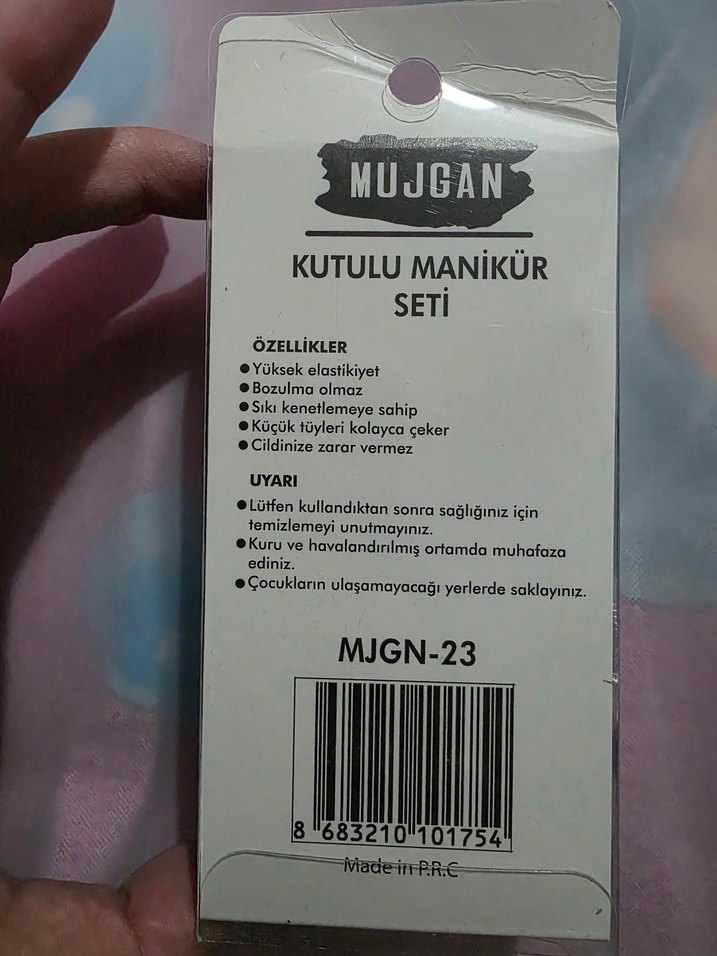 MUJGAN
KUTULU MANİKÜR
SETİ
ÖZELLİKLER
●Yüksek elastikiyet
●Bozulma olmaz
●Sıkı kenetlemeye sahip
●Küçük tüyleri kolayca çeker
●Cildinize zarar vermez
UYARI
●Lütfen kullandıktan sonra sağlığınız için
temizlemeyi unutmayınız.
●Kuru ve havalandırılmış ortamda muhafaza
ediniz.
●Çocukların ulaşamayacağı yerlerde saklayınız.
MJGN-23
8 683210 101754
Made in P.R.C